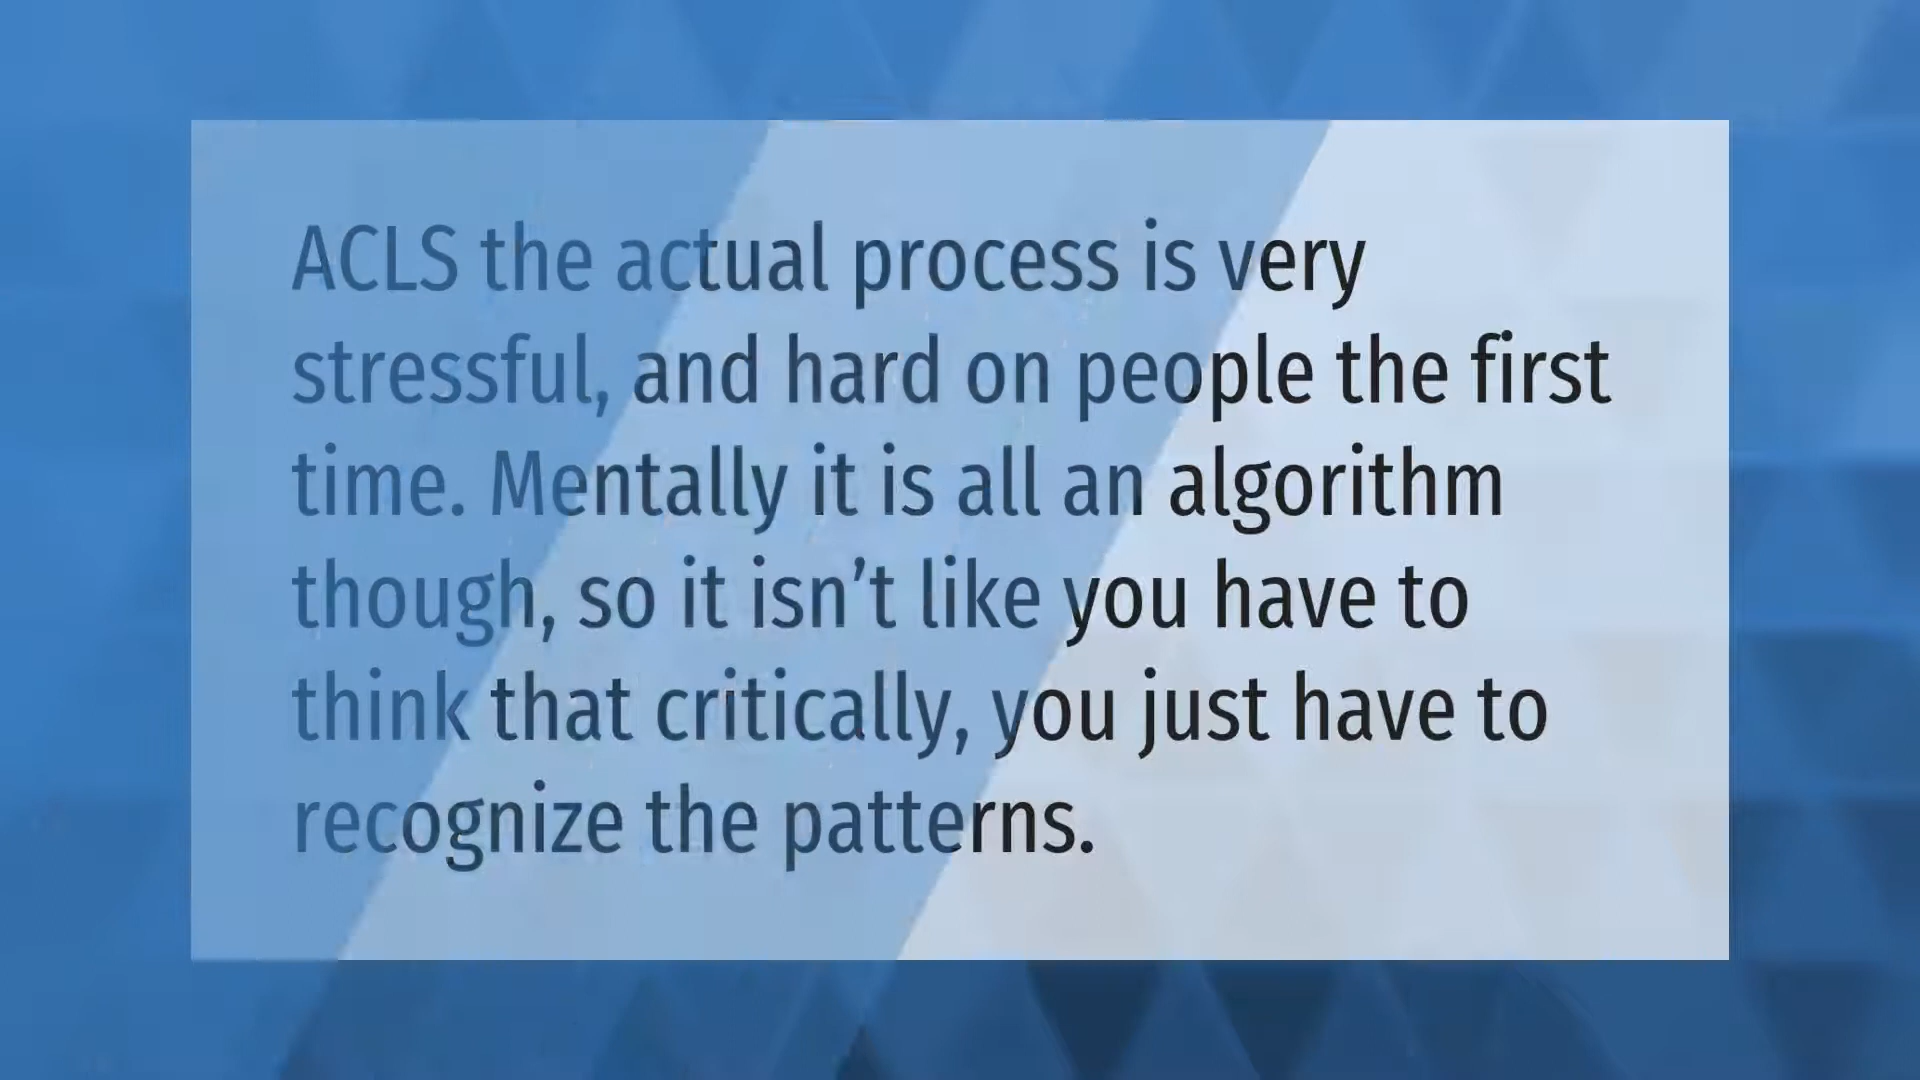 ACLS the actual process is very
stressful, and hard on people the first
time. Mentally it is all an algorithm
though, so it isn’t like you have to
think that critically, you just have to
recognize the patterns.